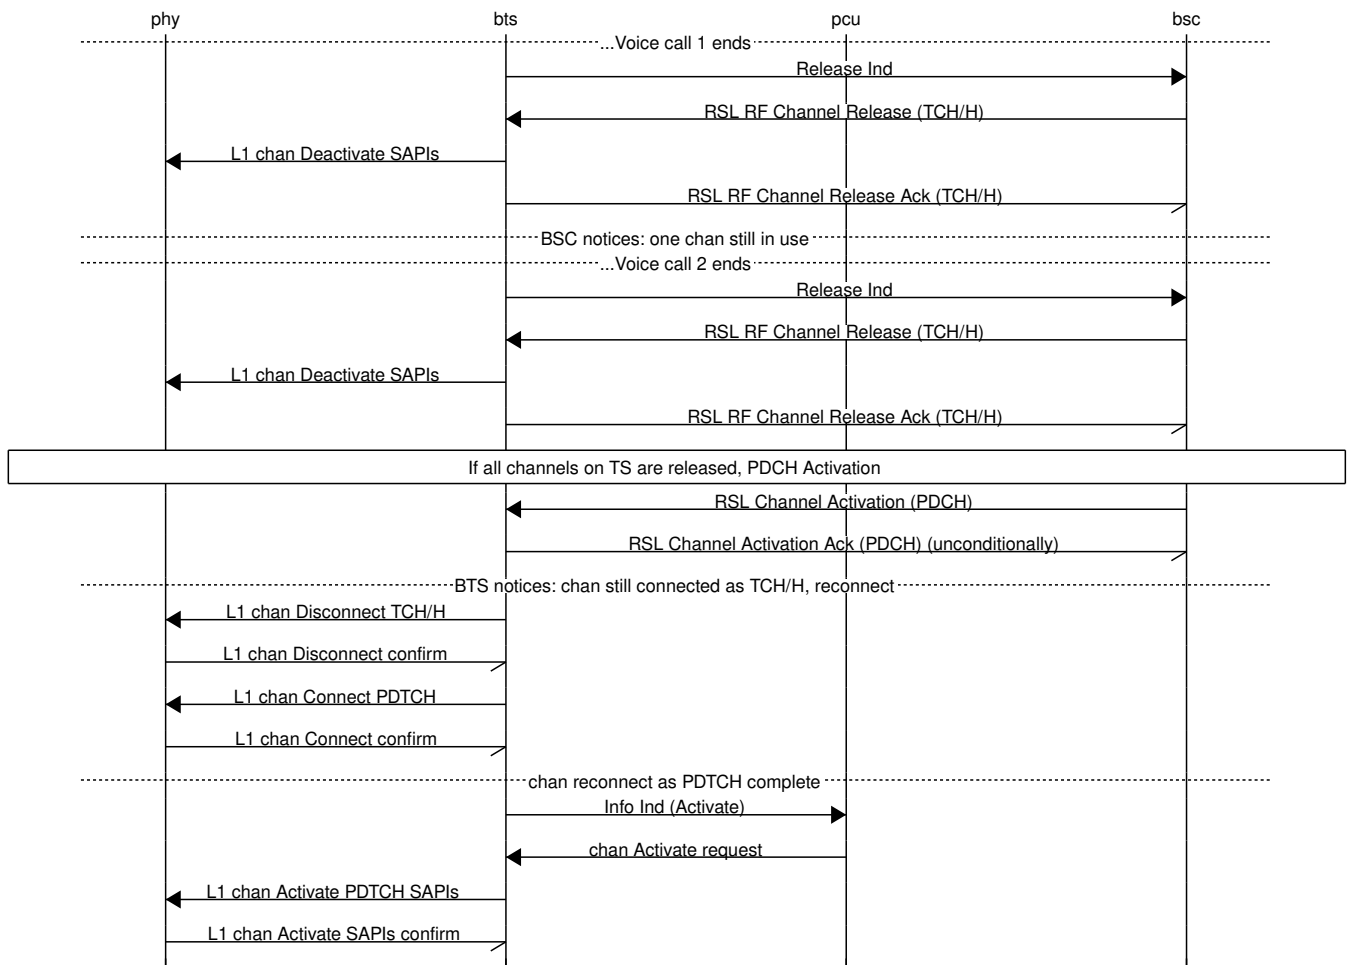 phy bts pcu bsc
...Voice call 1 ends
Release Ind
RSL RF Channel Release (TCH/H)
L1 chan Deactivate SAPIs
RSL RF Channel Release Ack (TCH/H)
BSC notices: one chan still in use
...Voice call 2 ends
Release Ind
RSL RF Channel Release (TCH/H)
L1 chan Deactivate SAPIs
RSL RF Channel Release Ack (TCH/H)
If all channels on TS are released, PDCH Activation
RSL Channel Activation (PDCH)
RSL Channel Activation Ack (PDCH) (unconditionally)
BTS notices: chan still connected as TCH/H, reconnect
L1 chan Disconnect TCH/H
L1 chan Disconnect confirm
L1 chan Connect PDTCH
L1 chan Connect confirm
chan reconnect as PDTCH complete
Info Ind (Activate)
chan Activate request
L1 chan Activate PDTCH SAPIs
L1 chan Activate SAPIs confirm